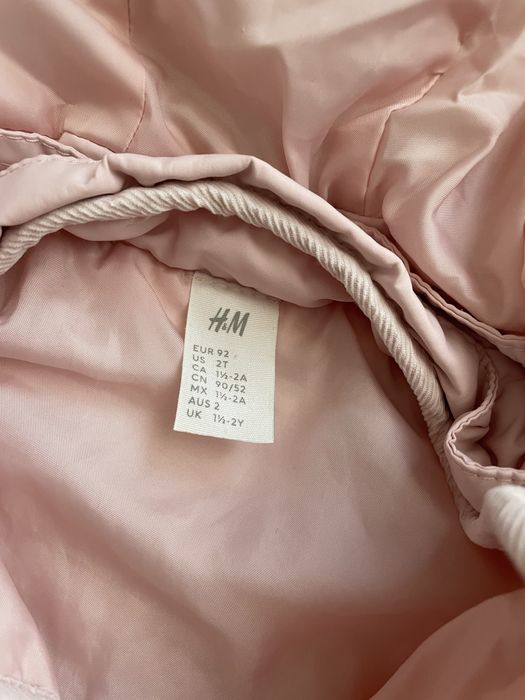 H&M
EUR 92
US 2T
CA 1½-2A
CN 90/52
MX 1½-2A
AUS 2
UK 1½-2Y